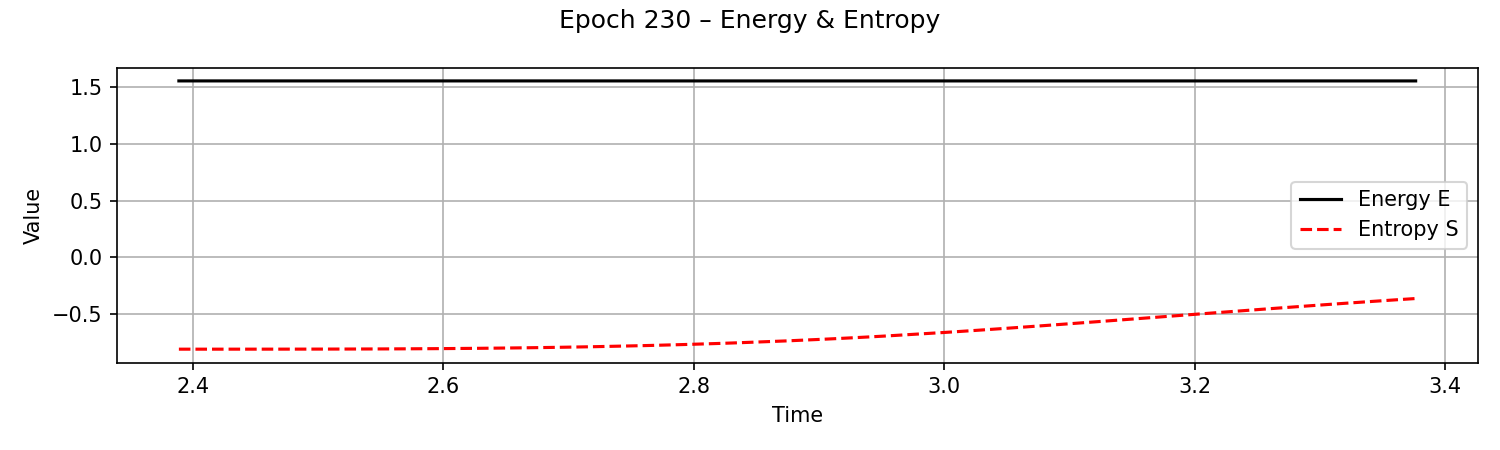 Epoch 230 – Energy & Entropy
1.5
1.0
0.5
0.0
−0.5
Value
Energy E
Entropy S
2.4 2.6 2.8 3.0 3.2 3.4
Time